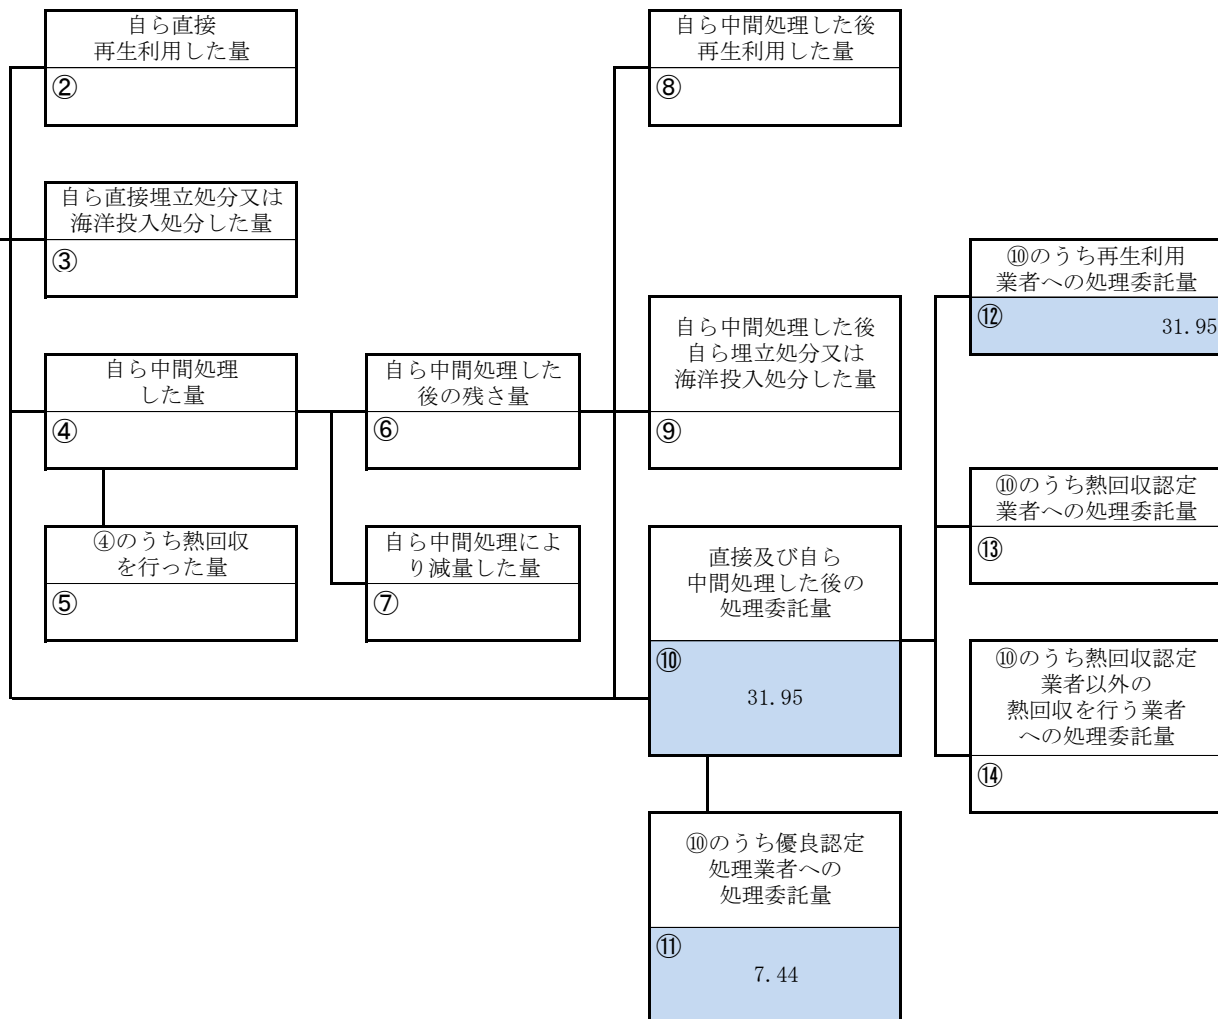 自ら直接
再生利用した量
②
自ら直接埋立処分又は
海洋投入処分した量
③
自ら中間処理
した量
④
④のうち熱回収
を行った量
⑤
自ら中間処理した
後の残さ量
⑥
自ら中間処理によ
り減量した量
⑦
自ら中間処理した後
再生利用した量
⑧
自ら中間処理した後
自ら埋立処分又は
海洋投入処分した量
⑨
直接及び自ら
中間処理した後の
処理委託量
⑩
31.95
⑩のうち優良認定
処理業者への
処理委託量
⑪
7.44
⑩のうち再生利用
業者への処理委託量
⑫ 31.95
⑩のうち熱回収認定
業者への処理委託量
⑬
⑩のうち熱回収認定
業者以外の
熱回収を行う業者
への処理委託量
⑭